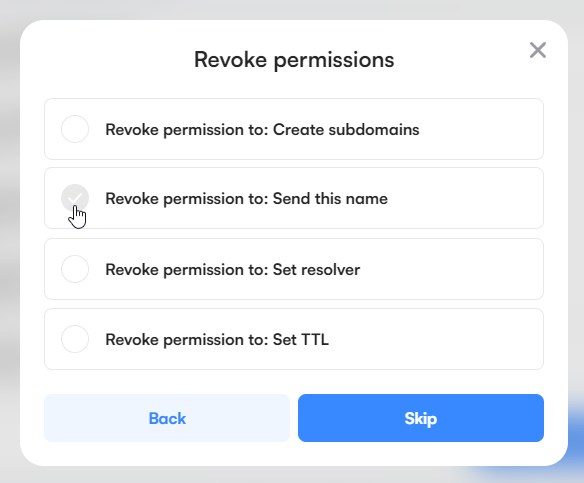 Revoke permissions
Revoke permission to: Create subdomains
Revoke permission to: Send this name
Revoke permission to: Set resolver
Revoke permission to: Set TTL
Back
Skip